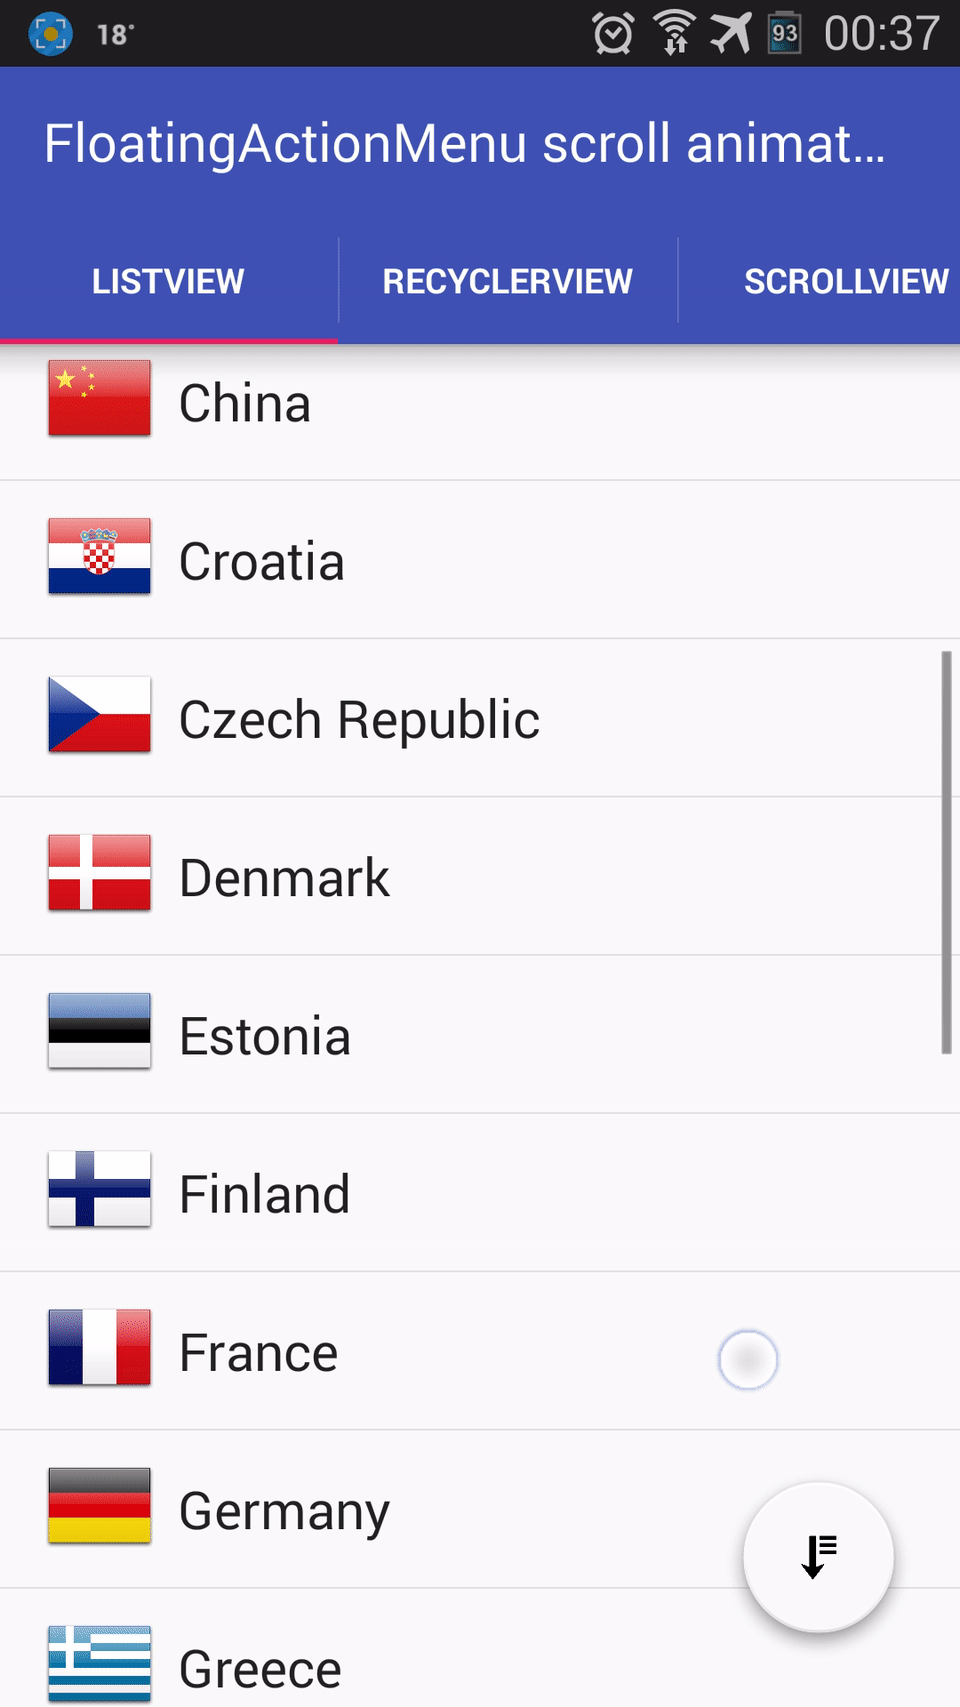 18°
93
00:37
FloatingActionMenu scroll animat...
LISTVIEW
RECYCLERVIEW
SCROLLVIEW
China
Croatia
Czech Republic
Denmark
Estonia
Finland
France
Germany
Greece